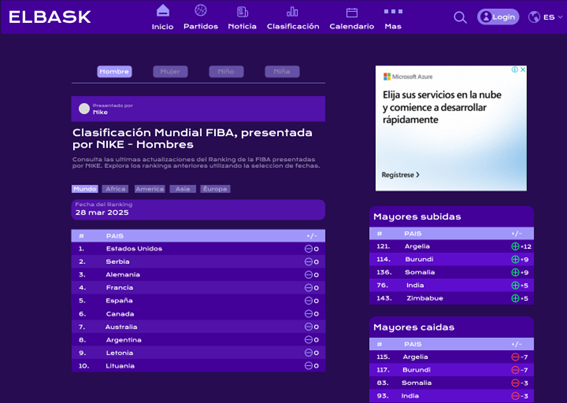 ELBASK
Inicio
Partidos
Noticia
Clasificación
Calendario
Mas
Login
ES
Hombre
Mujer
Niño
Niña
Presentado por
Nike
Clasificación Mundial FIBA, presentada
por NIKE - Hombres
Consulta las ultimas actualizaciones del Ranking de la FIBA presentadas
por NIKE. Explora los rankings anteriores utilizando la seleccion de fechas.
Mundo Africa America Asia Europa
Fecha del Ranking
28 mar 2025
# PAIS +/-
1. Estados Unidos 0
2. Serbia 0
3. Alemania 0
4. Francia 0
5. España 0
6. Canada 0
7. Australia 0
8. Argentina 0
9. Letonia 0
10. Lituania 0
Microsoft Azure
Elija sus servicios en la nube
y comience a desarrollar
rápidamente
Regístrese
Mayores subidas
# PAIS +/-
121. Argelia +12
114. Burundi +9
136. Somalia +9
76. India +5
143. Zimbabue +5
Mayores caidas
# PAIS +/-
115. Argelia -7
117. Burundi -7
83. Somalia -3
93. India -3